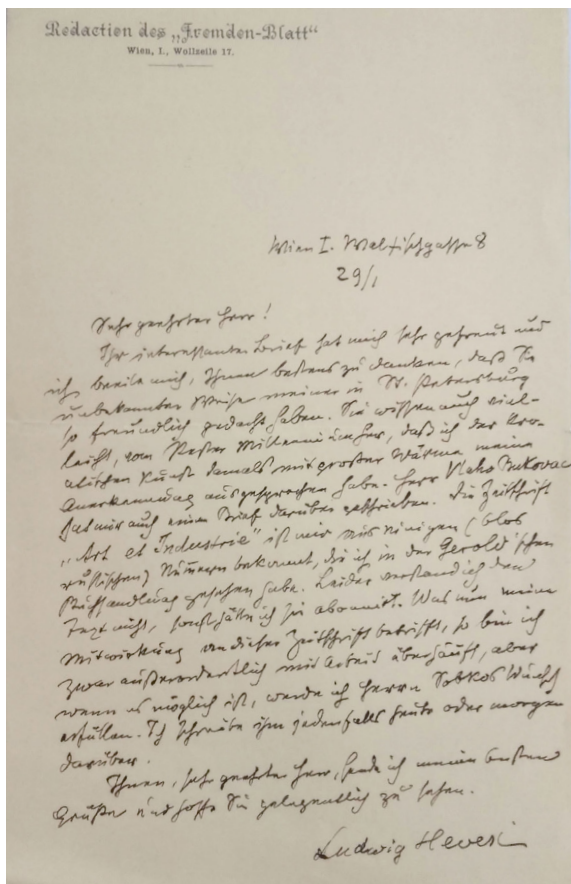 Redaction des „Fremden-Blatt“
Wien, I., Wollzeile 17.
Wien I. Wallfischgasse 8
29/1
Sehr geehrter Herr!
Ihr interessanter Brief hat mich sehr gefreut und
ich beeile mich, Ihnen bestens zu danken, daß Sie
unbekannter Weise meiner in St. Petersburg
so freundlich gedacht haben. Sie wissen auch viel-
leicht, vom Pester Millennium her, daß ich der kro-
atischen Kunst damals mit großer Wärme meine
Anerkennung ausgesprochen habe. Herr Vlaho Bukovac
hat mir auch einen Brief darüber geschrieben. Die Zeitschrift
„Art et Industrie“ ist mir aus einigen (blos
russischen) Nummern bekannt, die ich in der Gerold'schen
Buchhandlung gesehen habe. Leider verstand ich den
Text nicht, sonst hätte ich sie abonnirt. Was nun meine
Mitwirkung an dieser Zeitschrift betrifft, so bin ich
zwar außerordentlich mit Arbeit überhäuft, aber
wenn es möglich ist, werde ich Herrn Sobkos Wunsch
erfüllen. Ich schreibe ihm jedenfalls heute oder morgen
darüber.
Ihnen, sehr geehrter Herr, sende ich meine besten
Grüße und hoffe Sie gelegentlich zu sehen.
Ludwig Hevesi